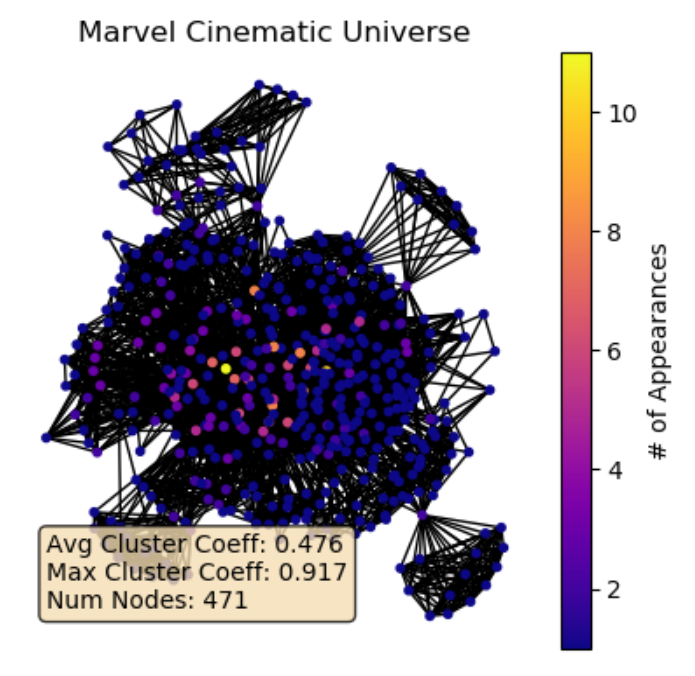 Marvel Cinematic Universe
10
8
6
4
2
# of Appearances
Avg Cluster Coeff: 0.476
Max Cluster Coeff: 0.917
Num Nodes: 471